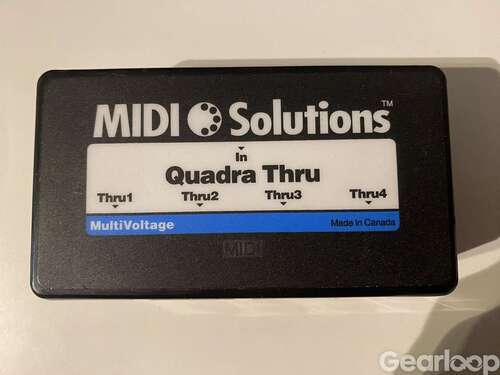 MIDI Solutions™
In
Quadra Thru
Thru1 Thru2 Thru3 Thru4
MultiVoltage Made In Canada
MIDI
Gearloop